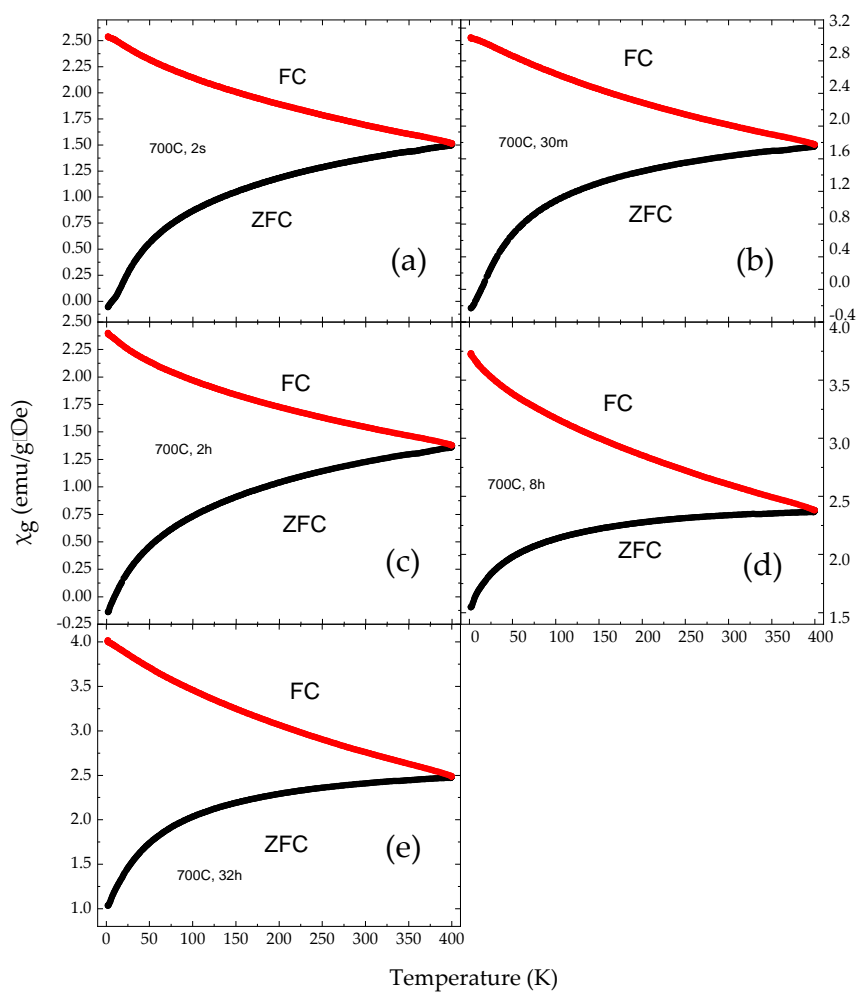 2.50
2.25
2.00
1.75
1.50
1.25
1.00
0.75
0.50
0.25
0.00
FC
700C, 2s
ZFC
(a)
3.2
2.8
2.4
2.0
1.6
1.2
0.8
0.4
0.0
-0.4
FC
700C, 30m
ZFC
(b)
2.50
2.25
2.00
1.75
1.50
1.25
1.00
0.75
0.50
0.25
0.00
-0.25
FC
700C, 2h
ZFC
(c)
4.0
3.5
3.0
2.5
2.0
1.5
FC
700C, 8h
ZFC
(d)
0 50 100 150 200 250 300 350 400
χg (emu/g□Oe)
4.0
3.5
3.0
2.5
2.0
1.5
1.0
FC
ZFC
700C, 32h
(e)
0 50 100 150 200 250 300 350 400
Temperature (K)